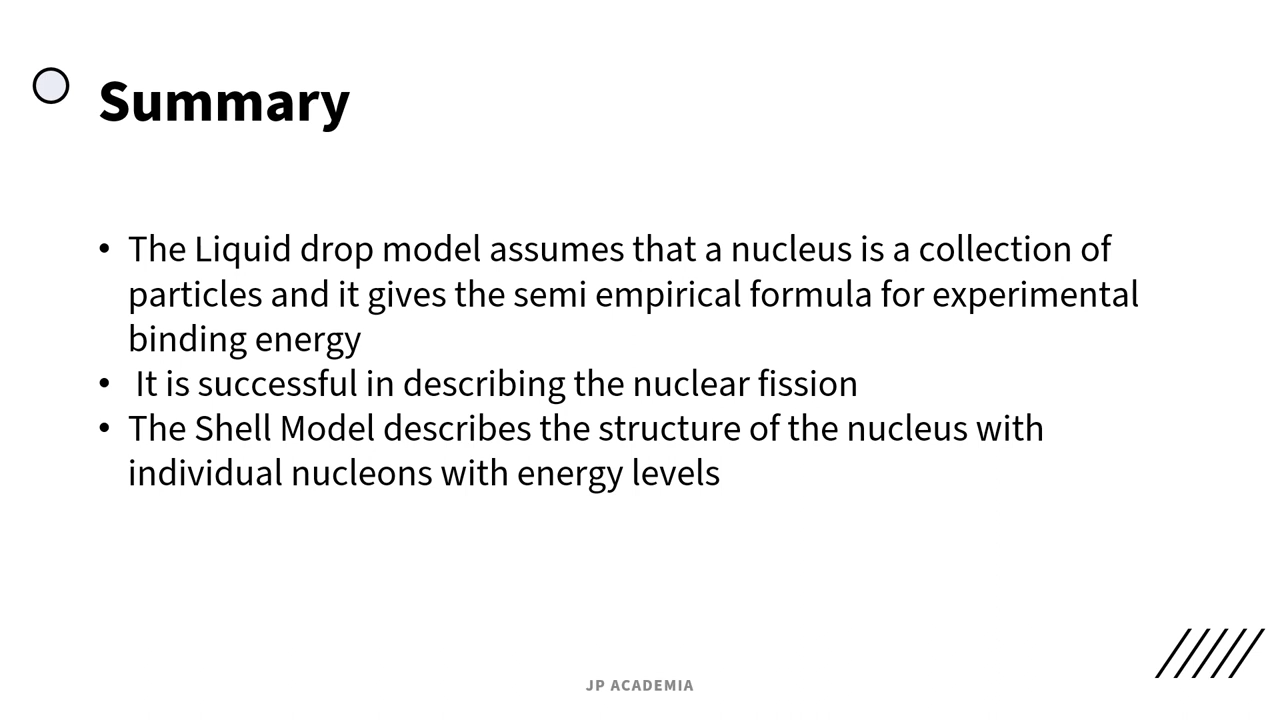 Summary
• The Liquid drop model assumes that a nucleus is a collection of
particles and it gives the semi empirical formula for experimental
binding energy
• It is successful in describing the nuclear fission
• The Shell Model describes the structure of the nucleus with
individual nucleons with energy levels
JP ACADEMIA